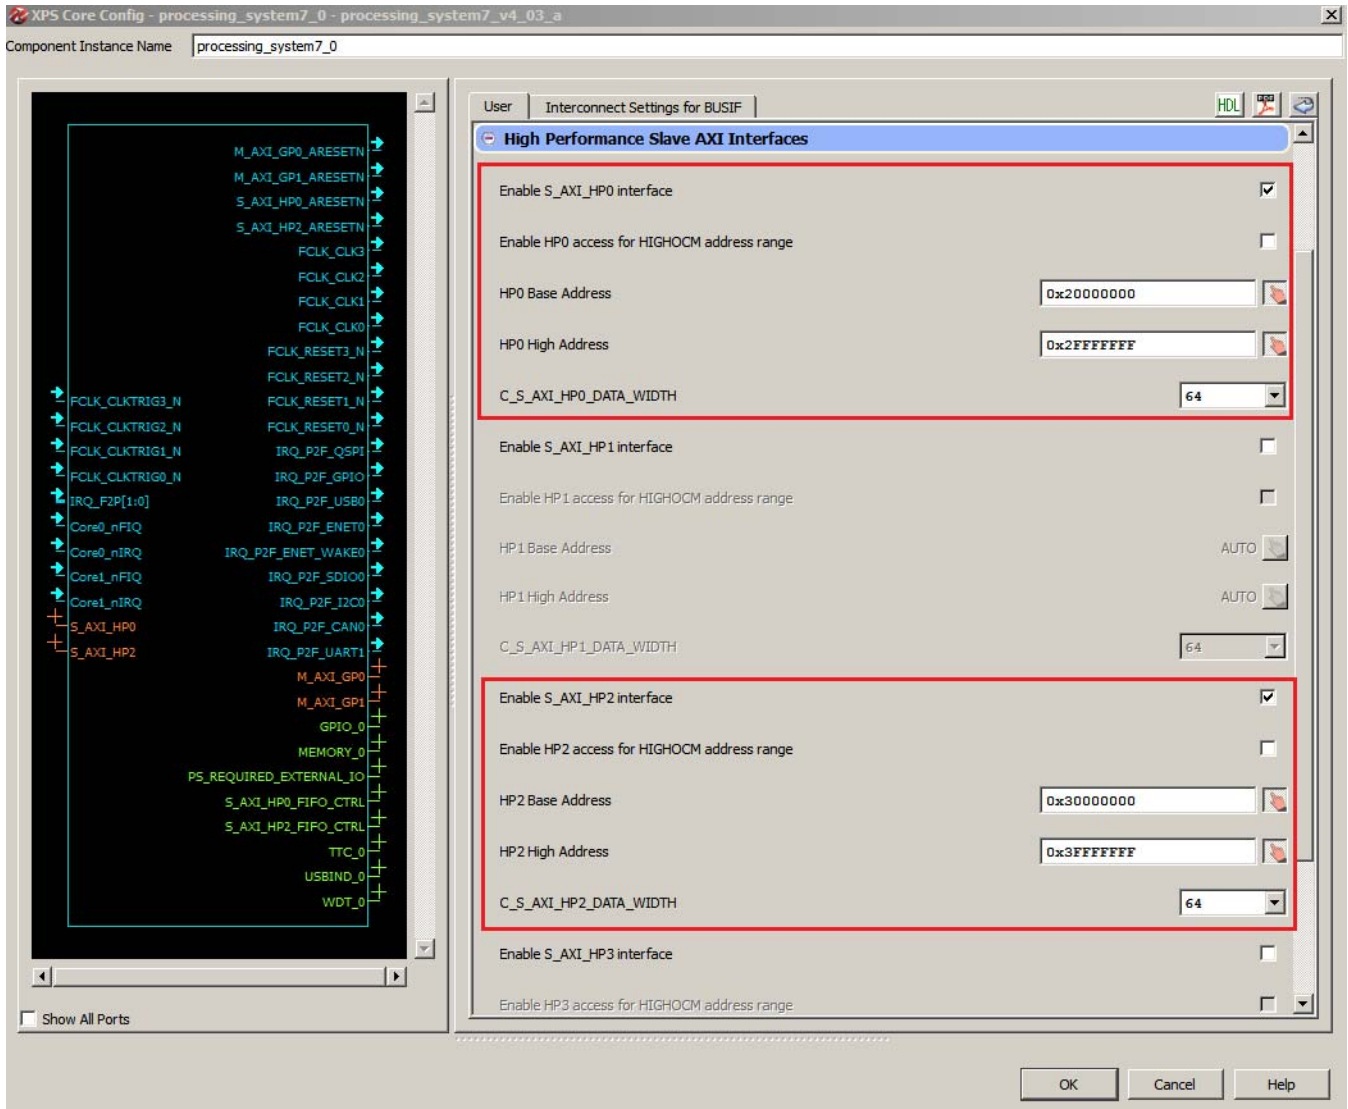 XPS Core Config - processing_system7_0 - processing_system7_v4_03_a
Component Instance Name processing_system7_0
User Interconnect Settings for BUSIF HDL PDF
High Performance Slave AXI Interfaces
M_AXI_GP0_ARESETN
M_AXI_GP1_ARESETN
S_AXI_HP0_ARESETN
S_AXI_HP2_ARESETN
FCLK_CLK3
FCLK_CLK2
FCLK_CLK1
FCLK_CLK0
FCLK_RESET3_N
FCLK_RESET2_N
FCLK_CLKTRIG3_N FCLK_RESET1_N
FCLK_CLKTRIG2_N FCLK_RESET0_N
FCLK_CLKTRIG1_N IRQ_P2F_QSPI
FCLK_CLKTRIG0_N IRQ_P2F_GPIO
IRQ_F2P[1:0] IRQ_P2F_USB0
Core0_nFIQ IRQ_P2F_ENET0
Core0_nIRQ IRQ_P2F_ENET_WAKE0
Core1_nFIQ IRQ_P2F_SDIO0
Core1_nIRQ IRQ_P2F_I2C0
S_AXI_HP0 IRQ_P2F_CAN0
S_AXI_HP2 IRQ_P2F_UART1
M_AXI_GP0
M_AXI_GP1
GPIO_0
MEMORY_0
PS_REQUIRED_EXTERNAL_IO
S_AXI_HP0_FIFO_CTRL
S_AXI_HP2_FIFO_CTRL
TTC_0
USBIND_0
WDT_0
Show All Ports
Enable S_AXI_HP0 interface
Enable HP0 access for HIGHOCM address range
HP0 Base Address 0x20000000
HP0 High Address 0x2FFFFFFF
C_S_AXI_HP0_DATA_WIDTH 64
Enable S_AXI_HP1 interface
Enable HP1 access for HIGHOCM address range
HP1 Base Address AUTO
HP1 High Address AUTO
C_S_AXI_HP1_DATA_WIDTH 64
Enable S_AXI_HP2 interface
Enable HP2 access for HIGHOCM address range
HP2 Base Address 0x30000000
HP2 High Address 0x3FFFFFFF
C_S_AXI_HP2_DATA_WIDTH 64
Enable S_AXI_HP3 interface
Enable HP3 access for HIGHOCM address range
OK Cancel Help